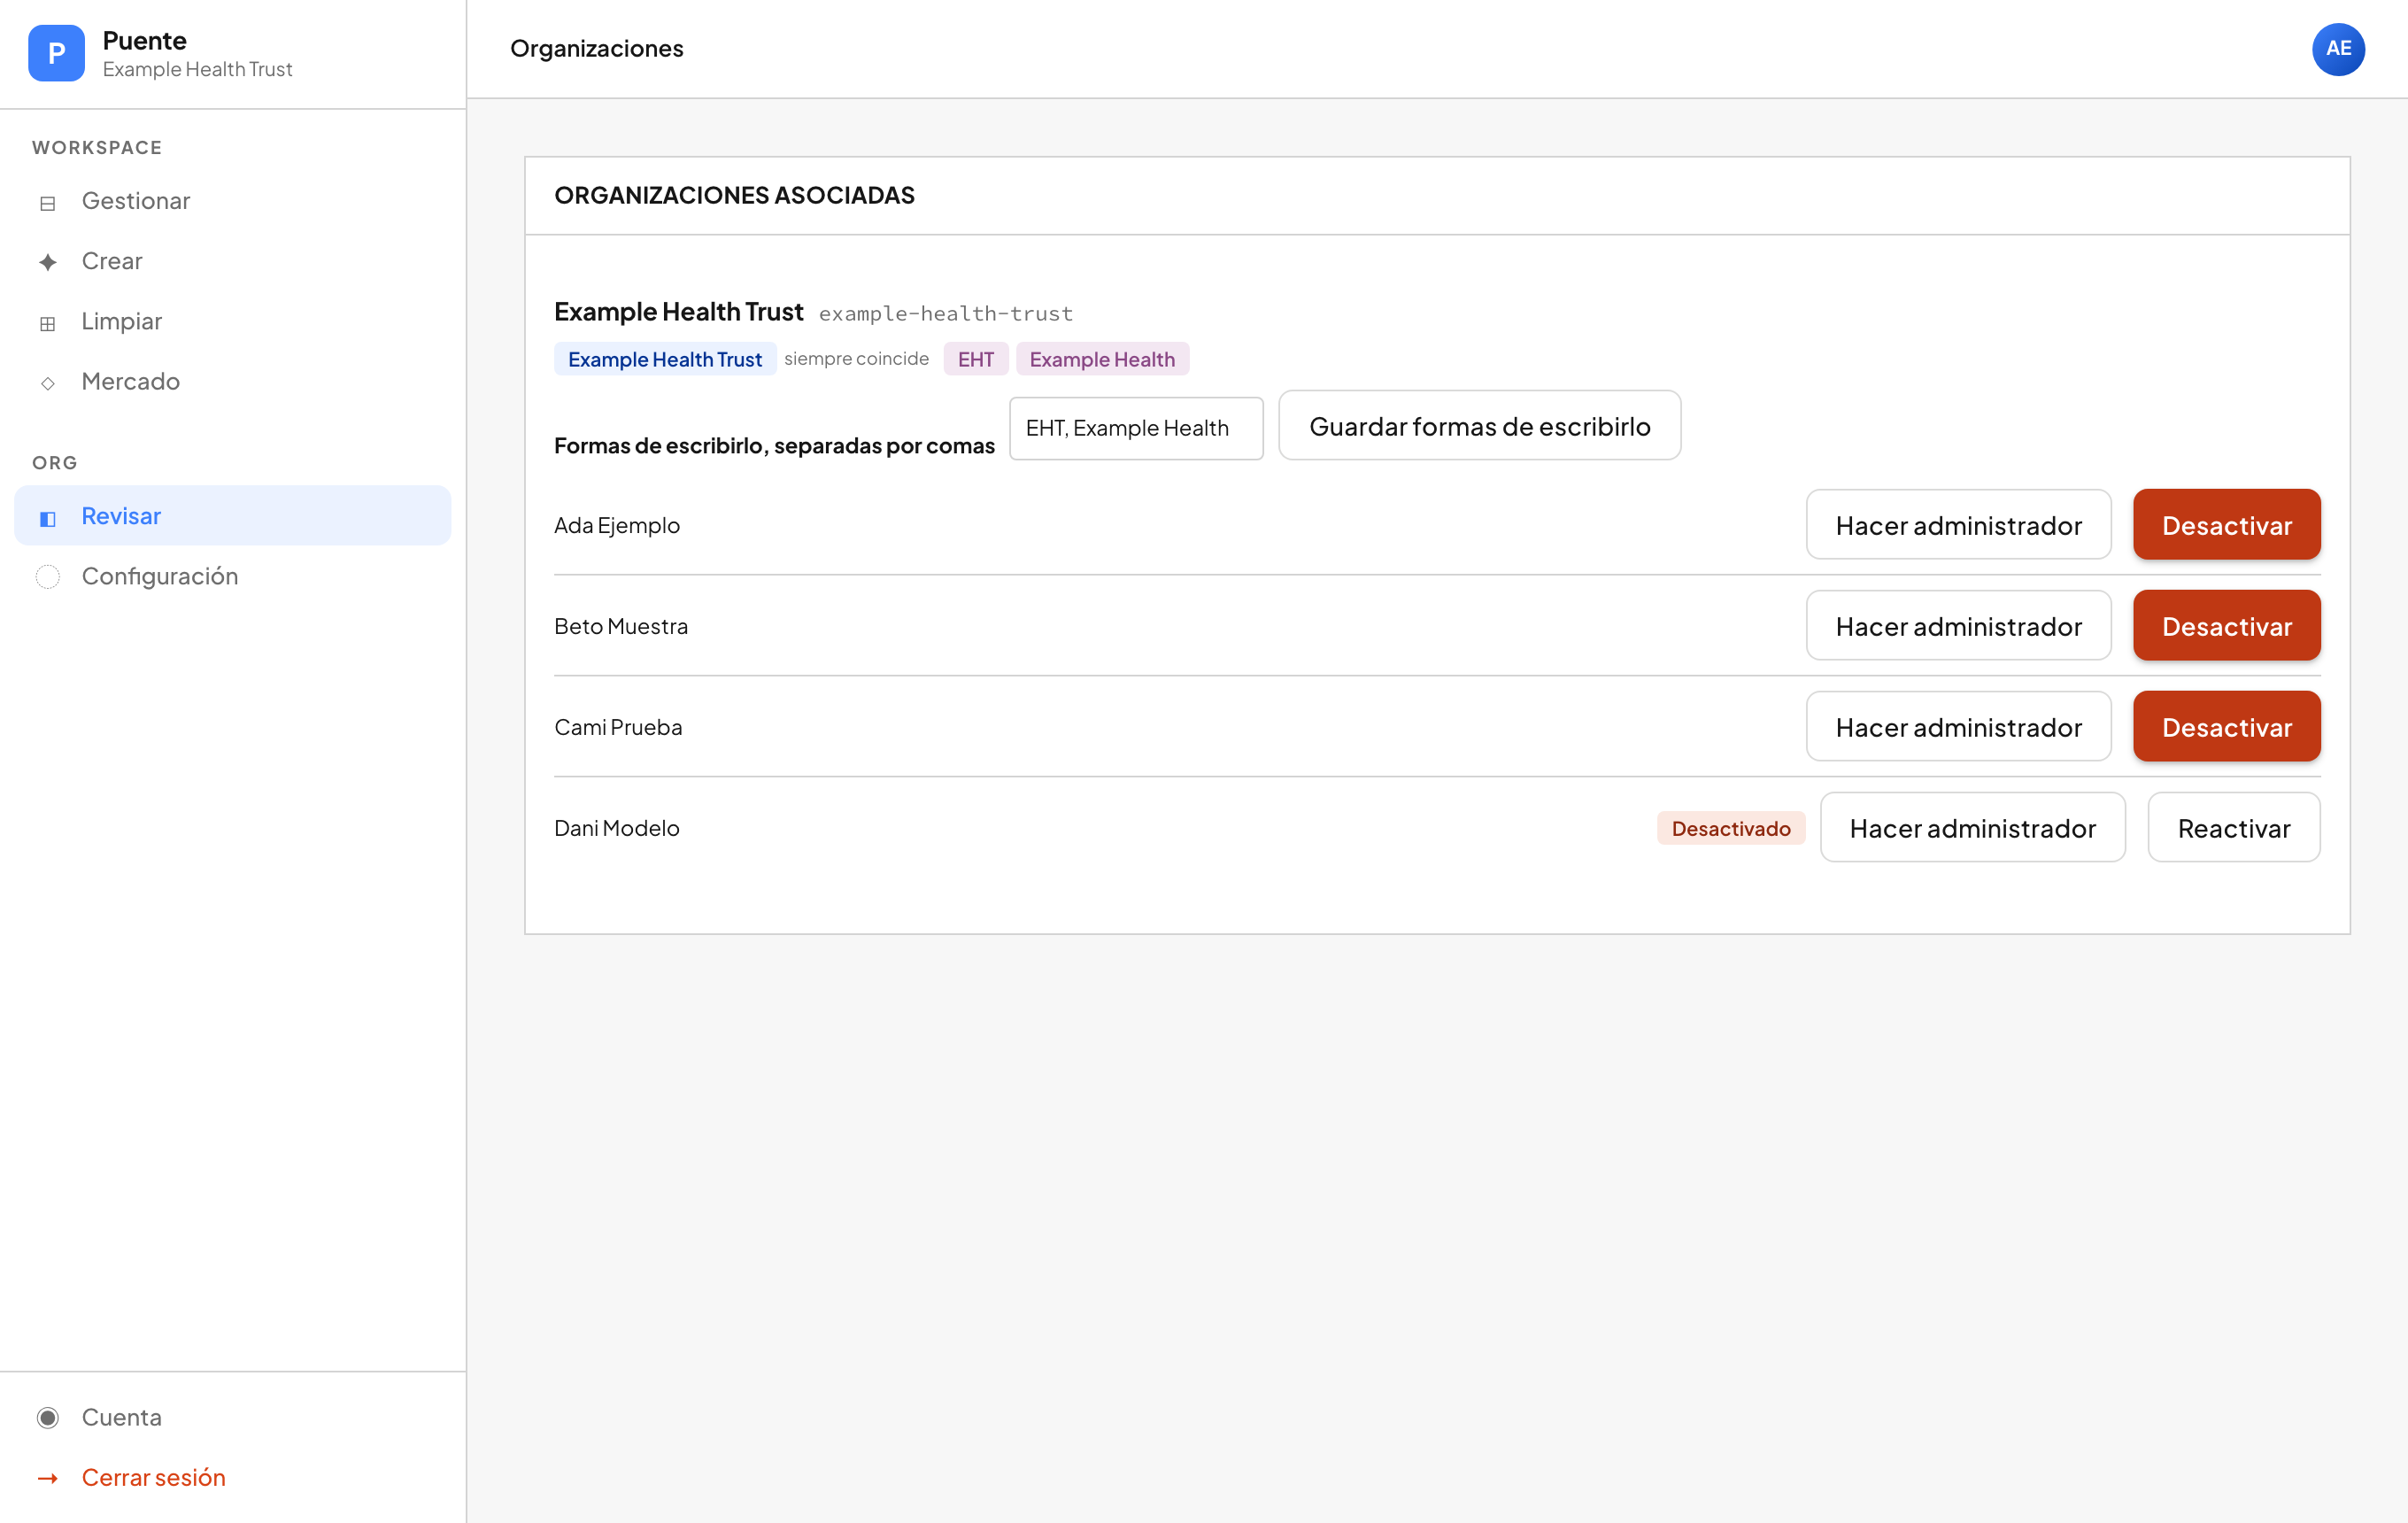 P
Puente
Example Health Trust
WORKSPACE
Gestionar
Crear
Limpiar
Mercado
ORG
Revisar
Configuración
Cuenta
Cerrar sesión
Organizaciones
AE
ORGANIZACIONES ASOCIADAS
Example Health Trust example-health-trust
Example Health Trust siempre coincide EHT Example Health
Formas de escribirlo, separadas por comas EHT, Example Health Guardar formas de escribirlo
Ada Ejemplo Hacer administrador Desactivar
Beto Muestra Hacer administrador Desactivar
Cami Prueba Hacer administrador Desactivar
Dani Modelo Desactivado Hacer administrador Reactivar